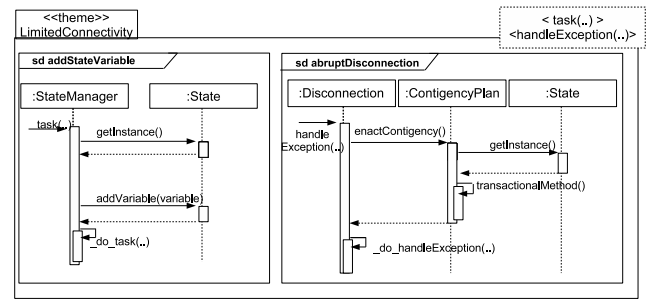 <<theme>>
LimitedConnectivity
< task(..) >
<handleException(..)>
sd addStateVariable
:StateManager
:State
task(..)
getInstance()
addVariable(variable)
_do_task(..)
sd abruptDisconnection
:Disconnection
:ContigencyPlan
:State
handle
Exception(..)
enactContigency()
getInstance()
transactionalMethod()
_do_handleException(..)